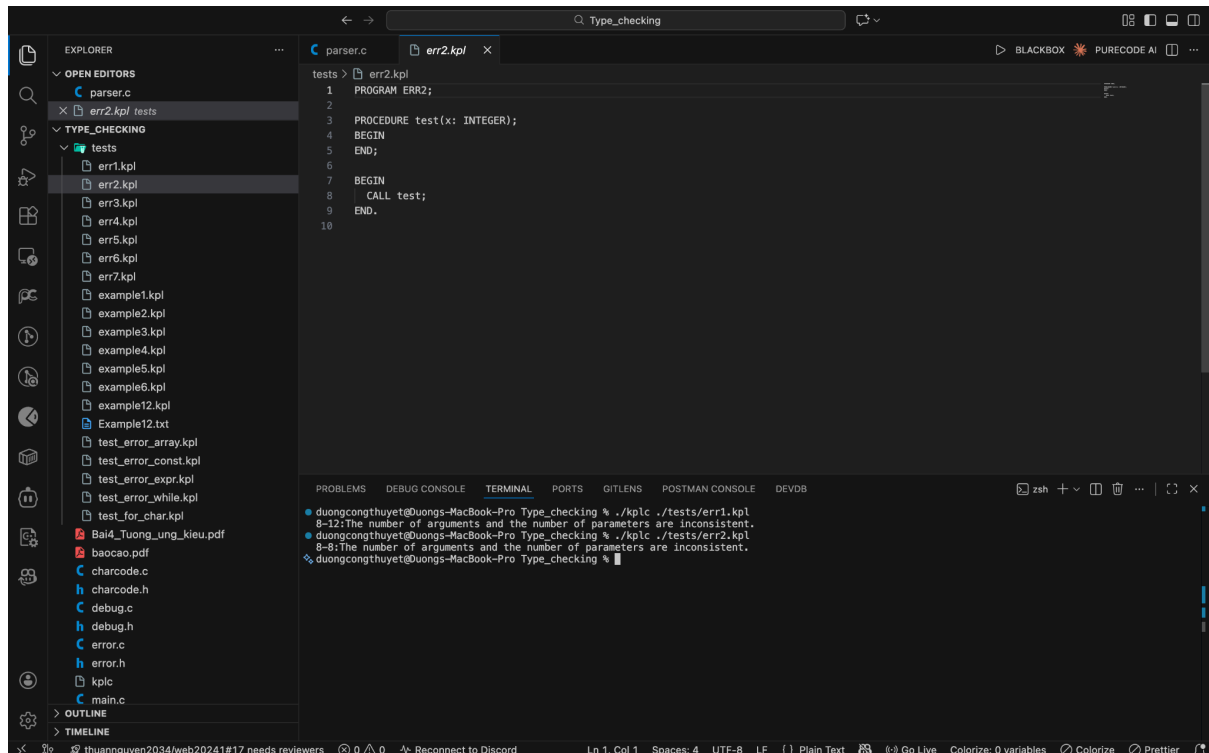 Type_checking
EXPLORER
parser.c
err2.kpl
BLACKBOX
PURECODE AI
OPEN EDITORS
parser.c
err2.kpl tests
TYPE_CHECKING
tests
err1.kpl
err2.kpl
err3.kpl
err4.kpl
err5.kpl
err6.kpl
err7.kpl
example1.kpl
example2.kpl
example3.kpl
example4.kpl
example5.kpl
example6.kpl
example12.kpl
Example12.txt
test_error_array.kpl
test_error_const.kpl
test_error_expr.kpl
test_error_while.kpl
test_for_char.kpl
Bai4_Tuong_ung_kieu.pdf
baocao.pdf
charcode.c
charcode.h
debug.c
debug.h
error.c
error.h
kplc
main.c
OUTLINE
TIMELINE
tests > err2.kpl
1 PROGRAM ERR2;
2
3 PROCEDURE test(x: INTEGER);
4 BEGIN
5 END;
6
7 BEGIN
8 CALL test;
9 END.
10
PROBLEMS DEBUG CONSOLE TERMINAL PORTS GITLENS POSTMAN CONSOLE DEVDB
zsh
duongcongthuyet@Duongs-MacBook-Pro Type_checking % ./kplc ./tests/err1.kpl
8-12:The number of arguments and the number of parameters are inconsistent.
duongcongthuyet@Duongs-MacBook-Pro Type_checking % ./kplc ./tests/err2.kpl
8-8:The number of arguments and the number of parameters are inconsistent.
duongcongthuyet@Duongs-MacBook-Pro Type_checking %
thuannguyen2034/web20241#17 needs reviewers 0 0 Reconnect to Discord Ln 1, Col 1 Spaces: 4 UTF-8 LF { } Plain Text Go Live Colorize: 0 variables Colorize Prettier